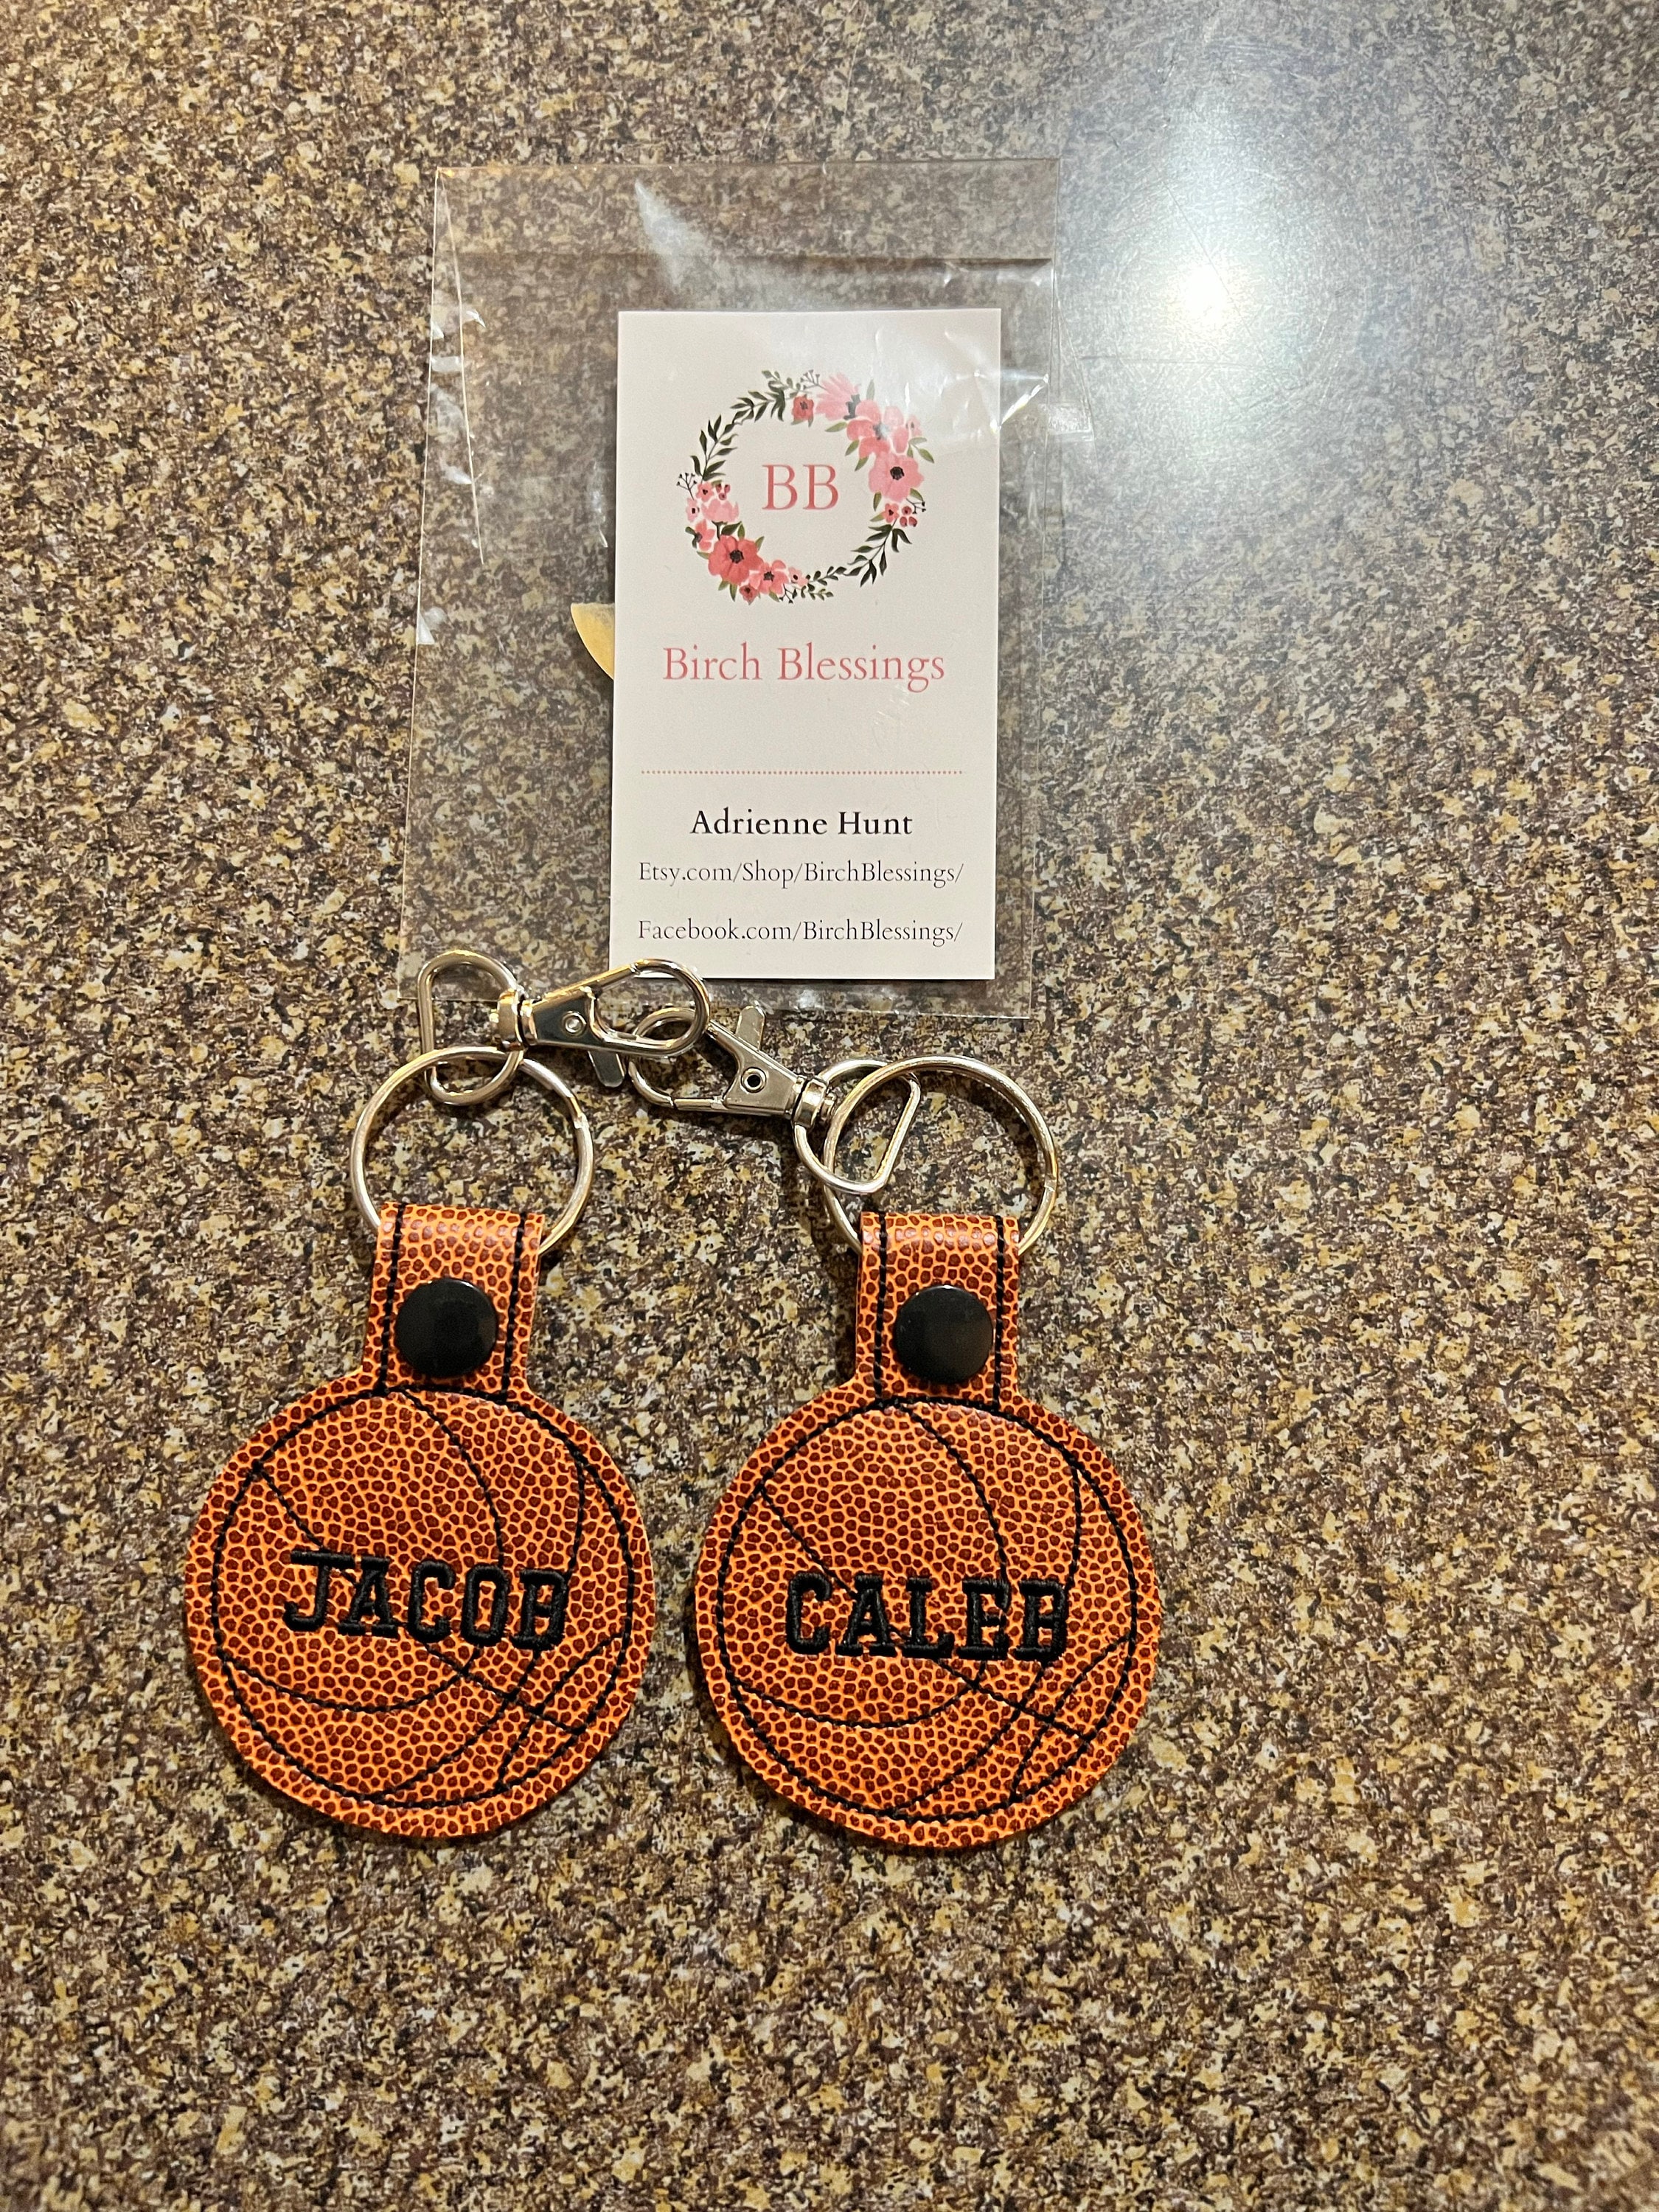 BB
Birch Blessings
Adrienne Hunt
Etsy.com/Shop/BirchBlessings/
Facebook.com/BirchBlessings/
JACOB
CALEB